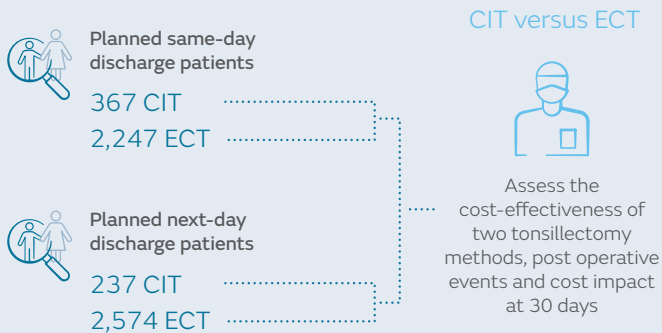 Planned same-day
discharge patients
367 CIT
2,247 ECT
Planned next-day
discharge patients
237 CIT
2,574 ECT
CIT versus ECT
Assess the
cost-effectiveness of
two tonsillectomy
methods, post operative
events and cost impact
at 30 days